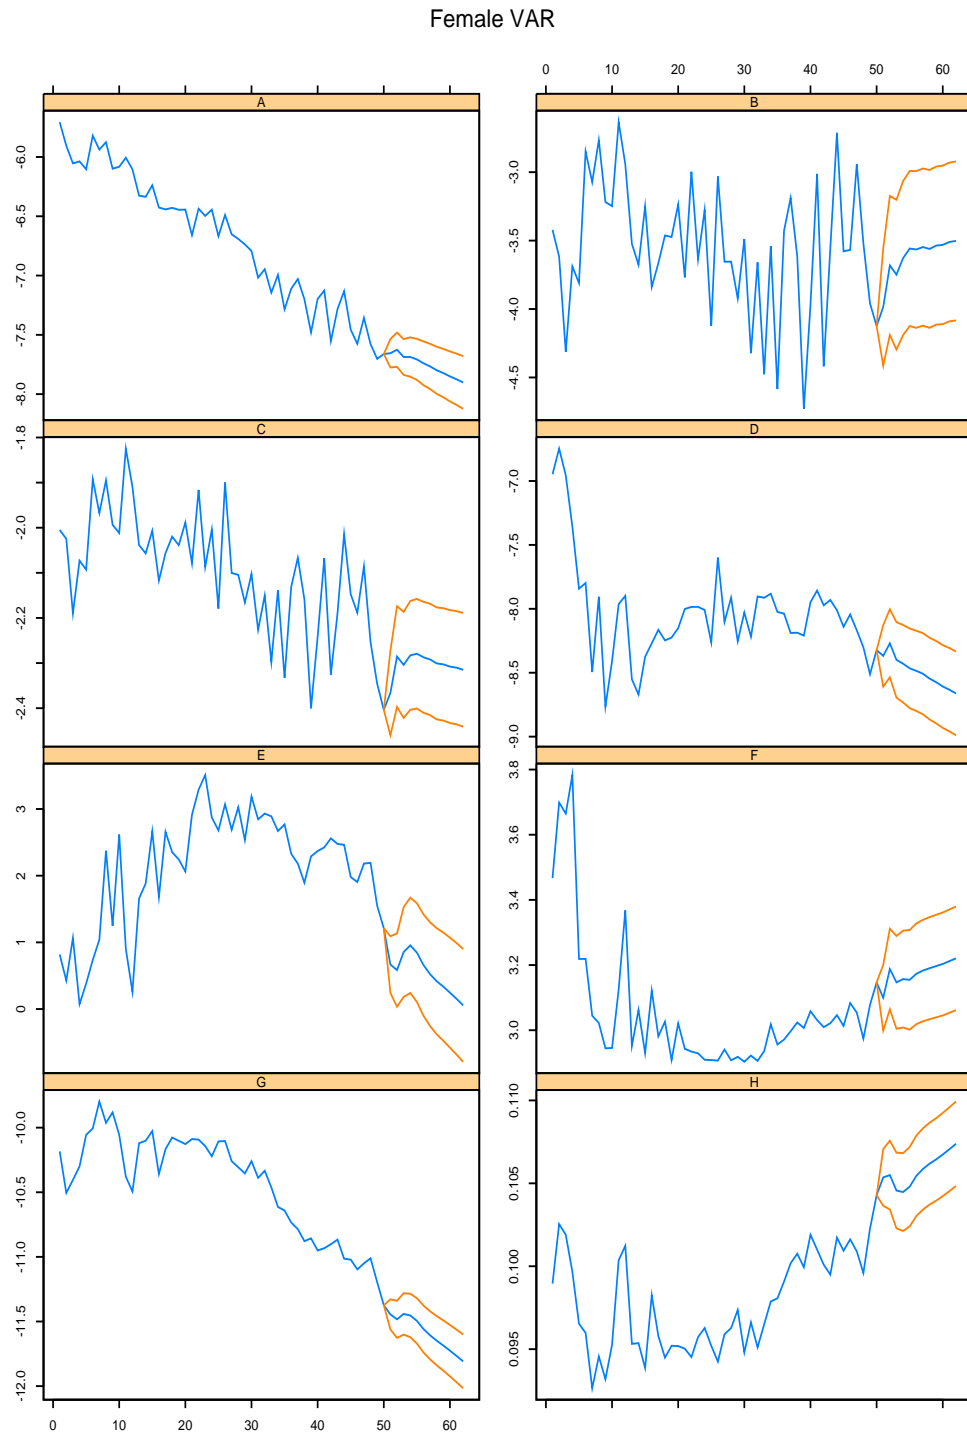 Female VAR
0 10 20 30 40 50 60
A B
-6.0 -6.5 -7.0 -7.5 -8.0
-3.0 -3.5 -4.0 -4.5
C D
-1.8 -2.0 -2.2 -2.4
-7.0 -7.5 -8.0 -8.5 -9.0
E F
3 2 1 0
3.8 3.6 3.4 3.2 3.0
G H
-10.0 -10.5 -11.0 -11.5 -12.0
0.110 0.105 0.100 0.095
0 10 20 30 40 50 60